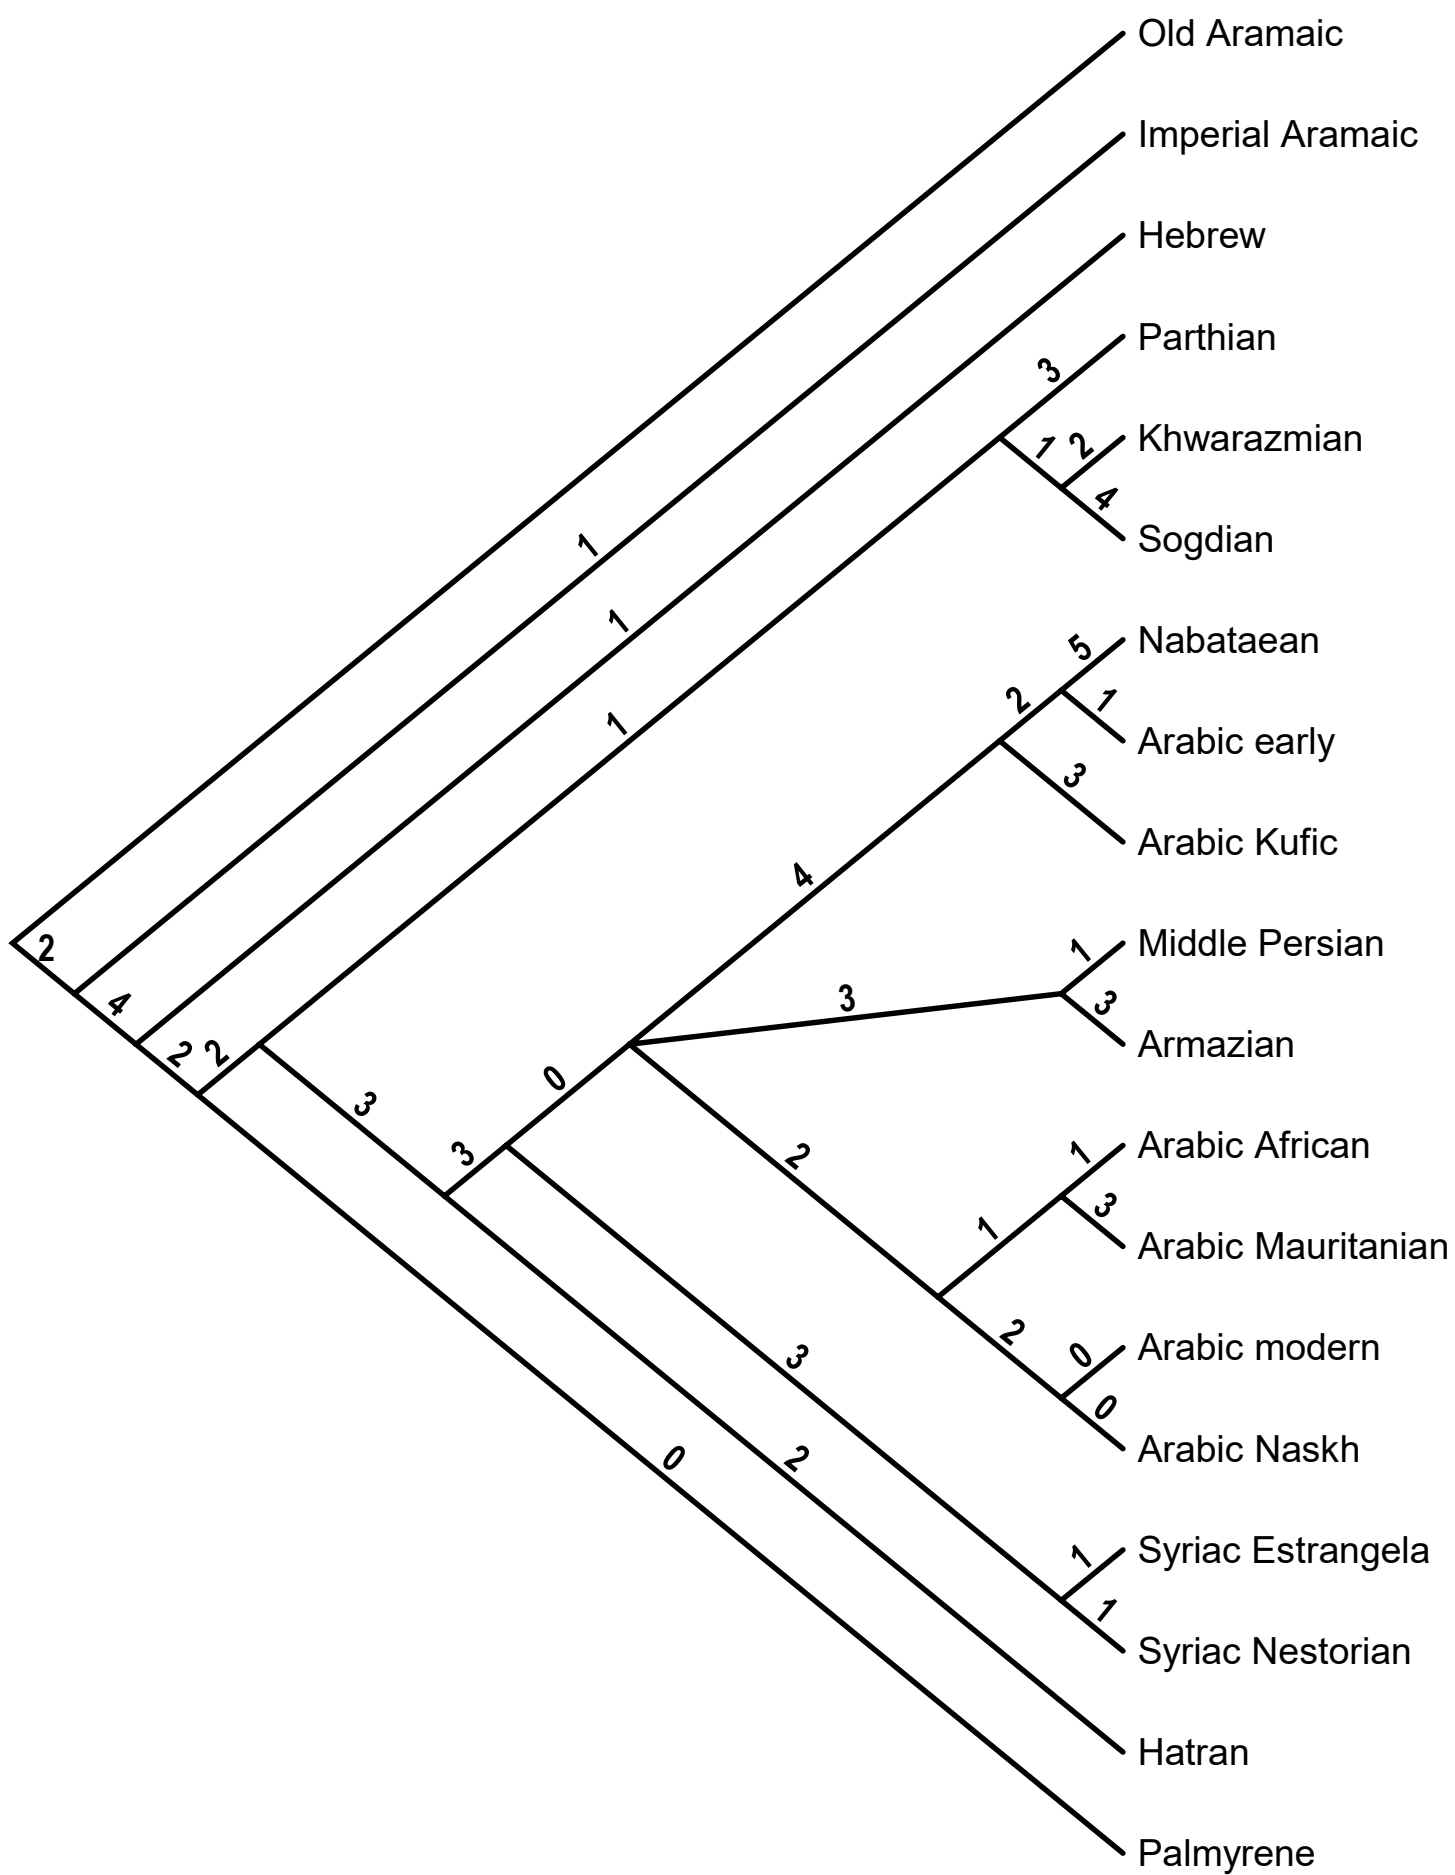 Old Aramaic
Imperial Aramaic
Hebrew
3 Parthian
1 2 Khwarazmian
4
Sogdian
1
1
5 Nabataean
2 1
1
Arabic early
3
Arabic Kufic
4
2
1 Middle Persian
3
3
4
Armazian
2 2
0
3
3
2
1 Arabic African
3
1
Arabic Mauritanian
2
0 Arabic modern
3
0
Arabic Naskh
0
2
1 Syriac Estrangela
1
Syriac Nestorian
Hatran
Palmyrene